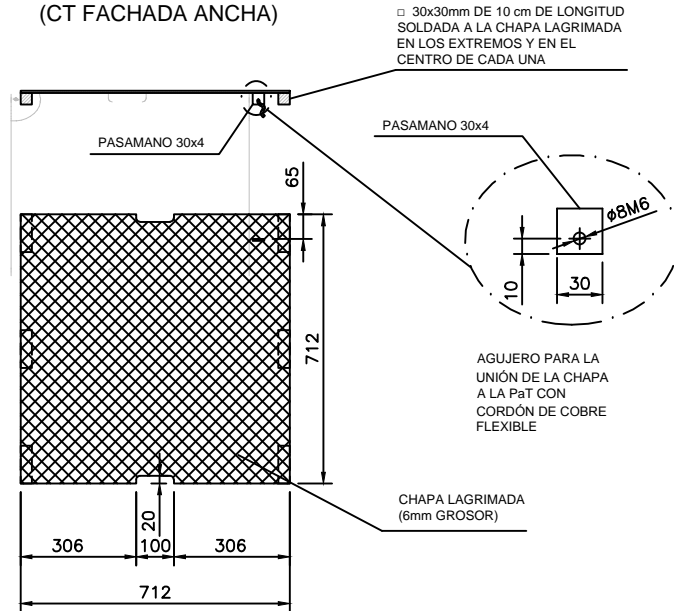 (CT FACHADA ANCHA)
□ 30x30mm DE 10 cm DE LONGITUD
SOLDADA A LA CHAPA LAGRIMADA
EN LOS EXTREMOS Y EN EL
CENTRO DE CADA UNA
PASAMANO 30x4
PASAMANO 30x4
65
ø8M6
10
30
712
AGUJERO PARA LA
UNIÓN DE LA CHAPA
A LA PaT CON
CORDÓN DE COBRE
FLEXIBLE
CHAPA LAGRIMADA
(6mm GROSOR)
20
306
100
306
712